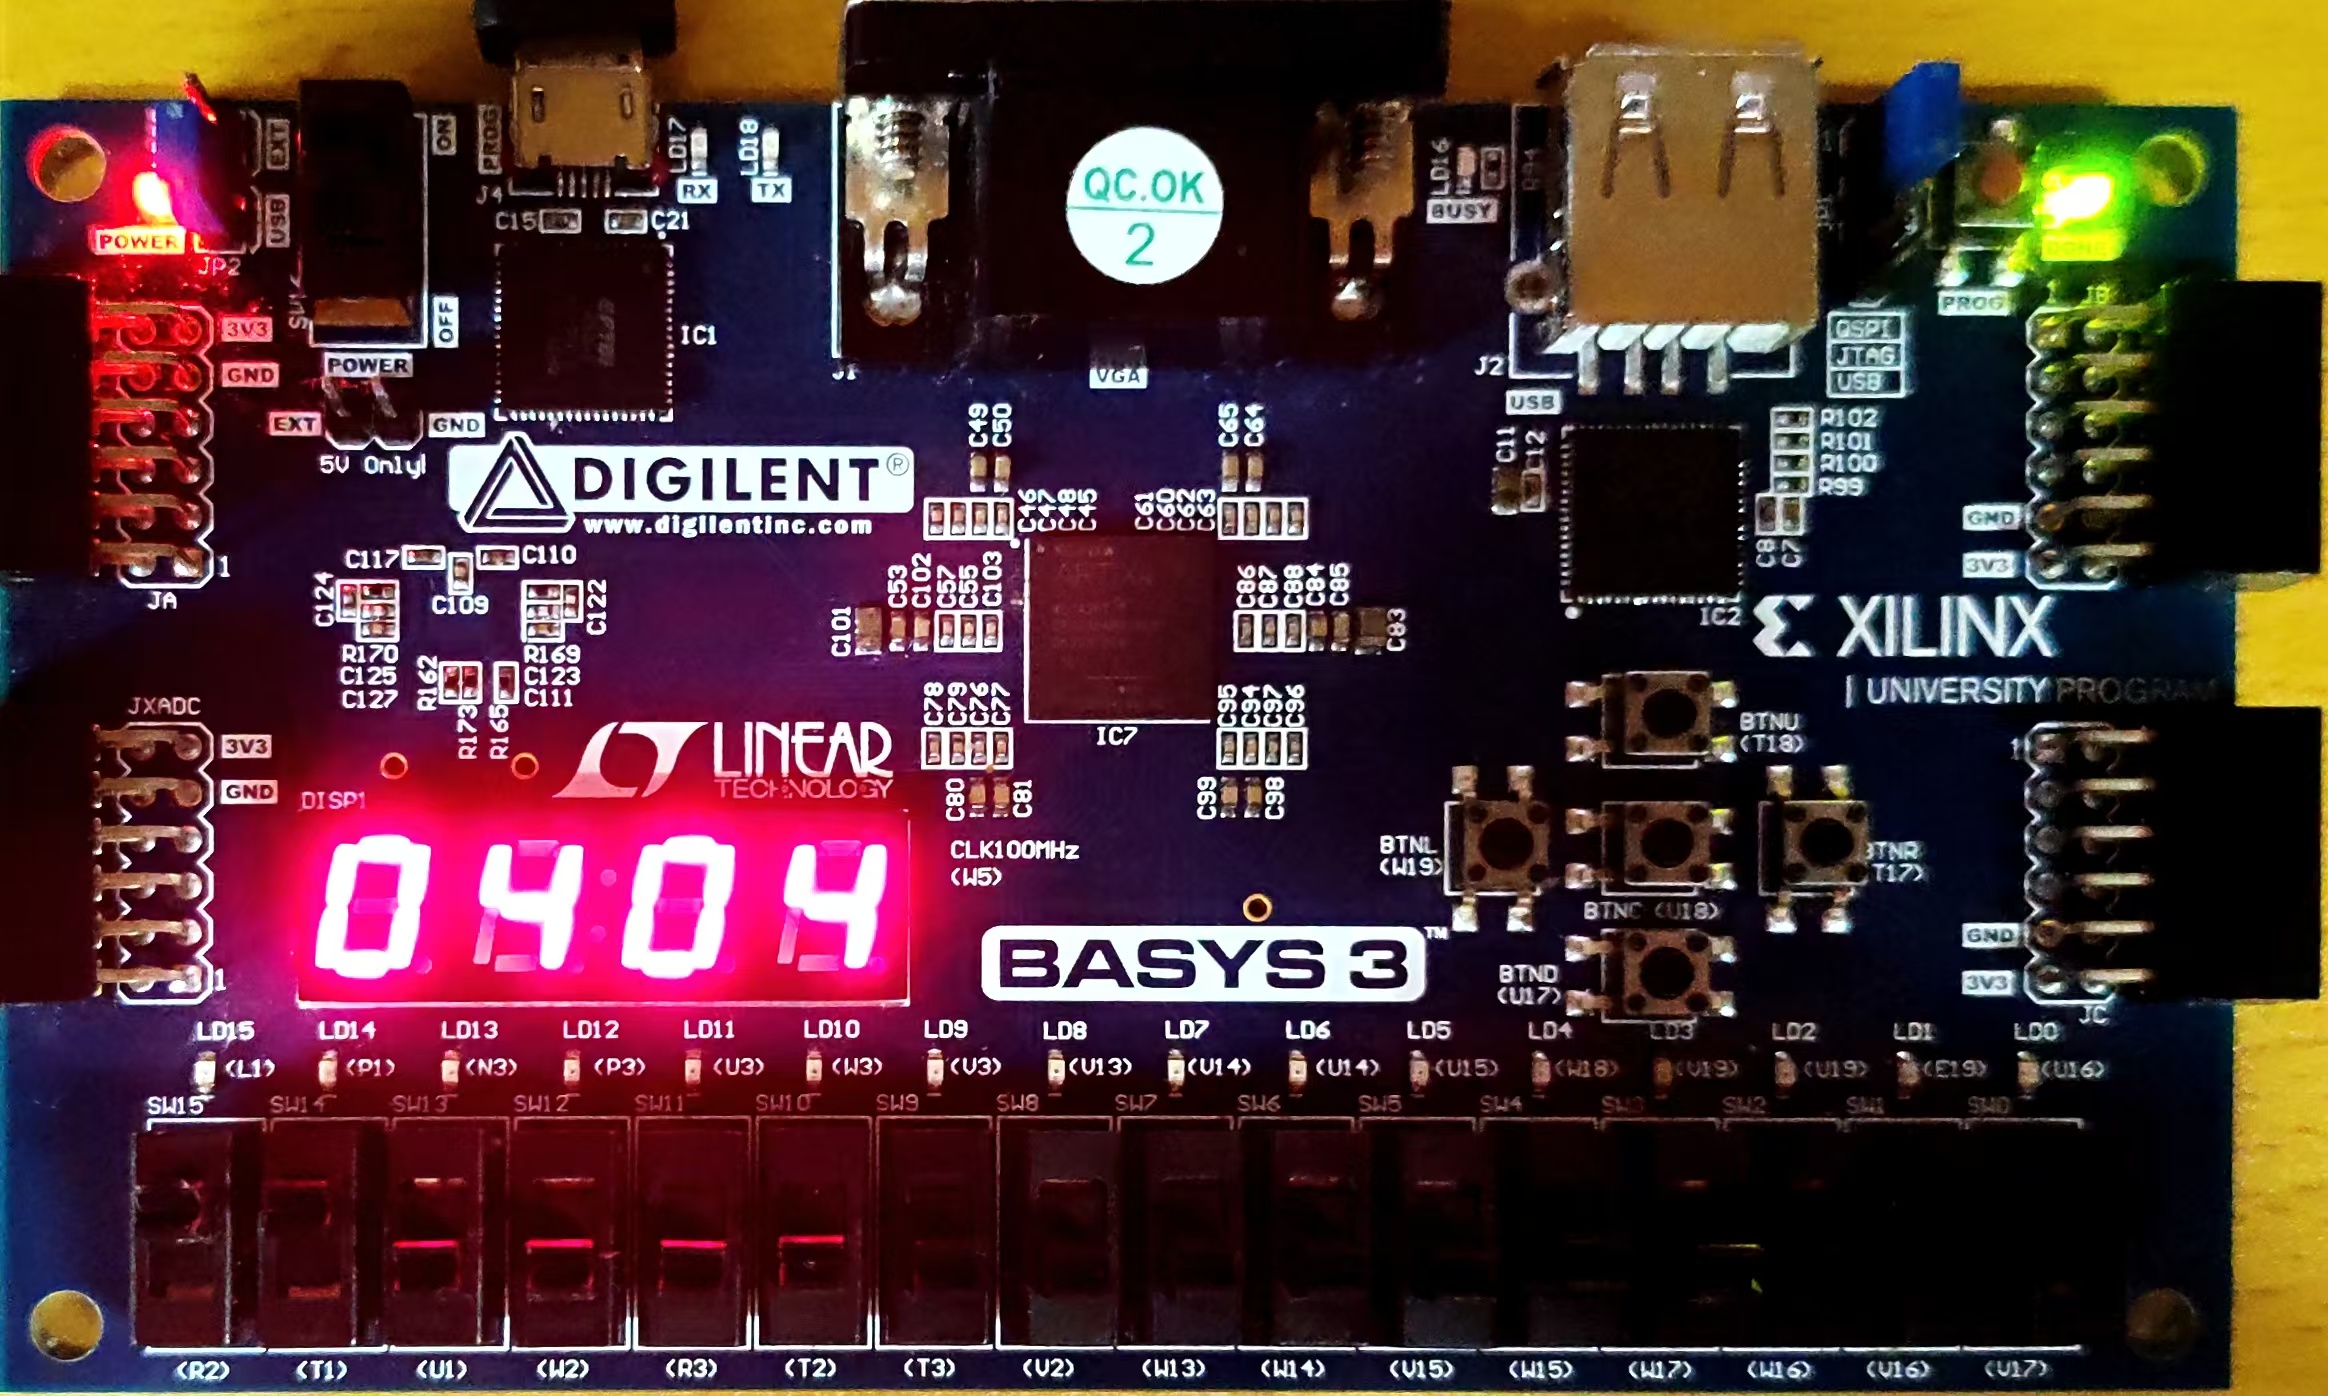 EXT
USB
POWER
JP2
ON
OFF
POWER
EXT
GND
5V Only!
PROG
J4
C15
C21
IC1
LD17
RX
LD18
TX
QC.OK
2
J1
VGA
LD16
BUSY
J2
USB
QSPI
JTAG
USB
PROG
DONE
1
JB
3V3
GND
1
JA
GND
3V3
DIGILENT®
www.digilentinc.com
C49
C50
C65
C64
C46
C47
C48
C45
C61
C60
C62
C63
C11
C12
R102
R101
R100
R99
C8
C7
IC2
C117
C110
C109
C124
C122
R170
C125
C127
R169
C123
C111
R162
R173
R165
C101
C53
C102
C57
C55
C103
C86
C87
C88
C84
C85
C83
C78
C79
C76
C77
IC7
C95
C94
C97
C96
C80
C81
C99
C98
XILINX
UNIVERSITY PROGRAM
JXADC
3V3
GND
1
LINEAR
TECHNOLOGY
DISP1
0404
CLK100MHz
(W5)
BASYS 3™
BTNU
(T18)
BTNL
(W19)
BTNR
T17)
BTNC (U18)
BTND
(U17)
1
GND
3V3
JC
LD15 LD14 LD13 LD12 LD11 LD10 LD9 LD8 LD7 LD6 LD5 LD4 LD3 LD2 LD1 LD0
(L1) (P1) (N3) (P3) (U3) (W3) (V3) (V13) (V14) (U14) (U15) (W18) (V19) (U19) (E19) (U16)
SW15 SW14 SW13 SW12 SW11 SW10 SW9 SW8 SW7 SW6 SW5 SW4 SW3 SW2 SW1 SW0
(R2) (T1) (U1) (W2) (R3) (T2) (T3) (V2) (W13) (W14) (V15) (W15) (W17) (W16) (V16) (V17)